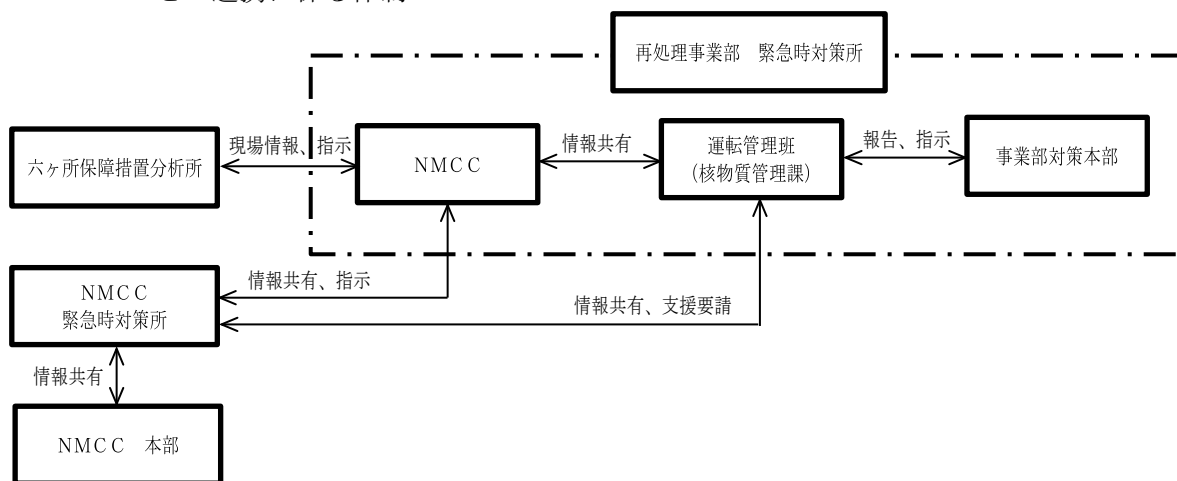 再処理事業部　緊急時対策所
六ヶ所保障措置分析所
現場情報、指示
ＮＭＣＣ
情報共有
運転管理班
（核物質管理課）
報告、指示
事業部対策本部
ＮＭＣＣ
緊急時対策所
情報共有、指示
情報共有、支援要請
情報共有
ＮＭＣＣ　本部